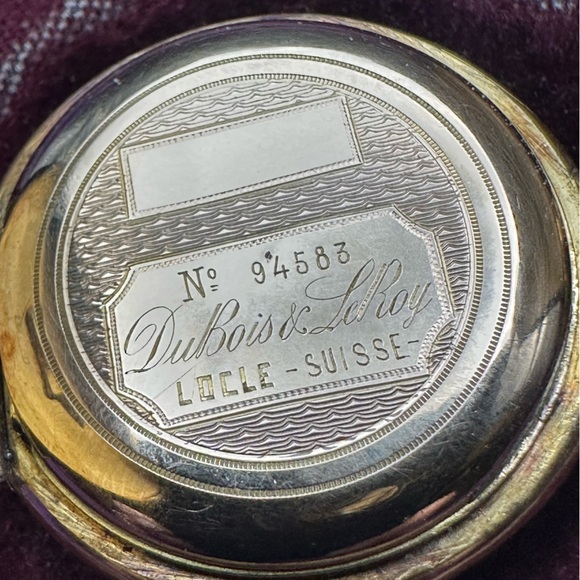 Nº 94583
DuBois & LeRoy
LOCLE - SUISSE -